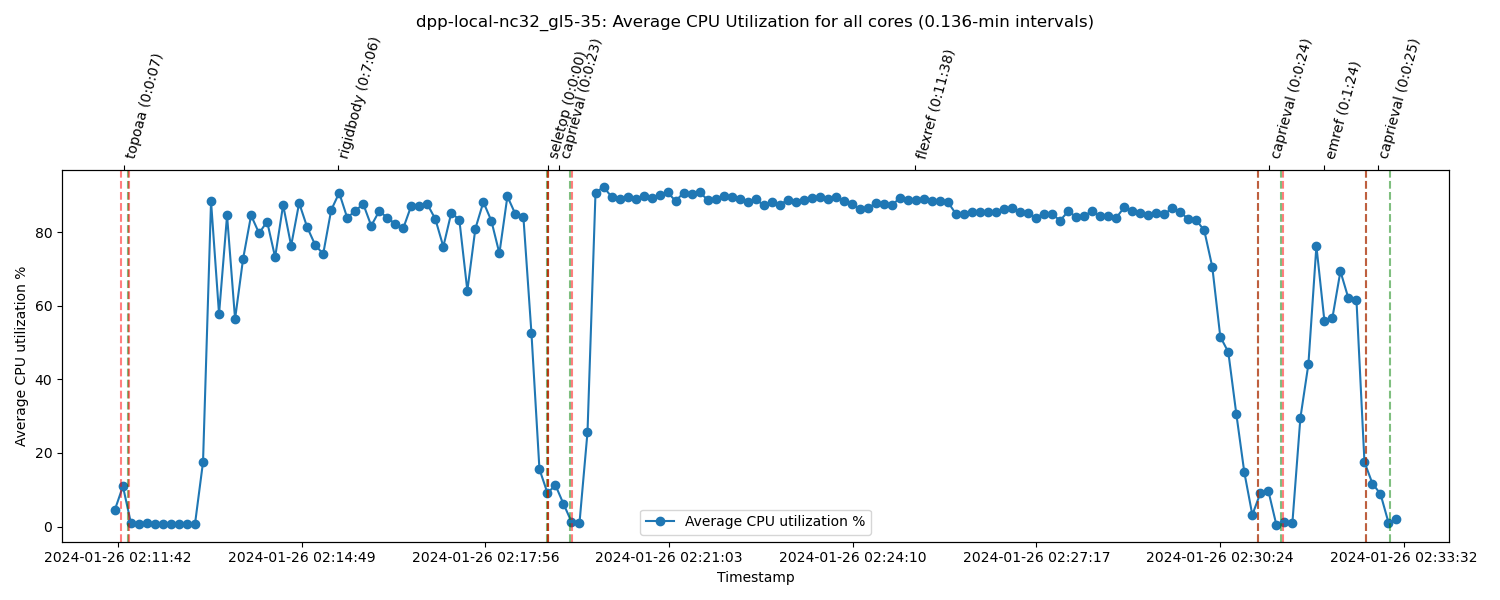 dpp-local-nc32_gl5-35: Average CPU Utilization for all cores (0.136-min intervals)
topoaa (0:0:07)
rigidbody (0:7:06)
seletop (0:0:00)
caprieval (0:0:23)
flexref (0:11:38)
caprieval (0:0:24)
emref (0:1:24)
caprieval (0:0:25)
Average CPU utilization %
80
60
40
20
0
Average CPU utilization %
2024-01-26 02:11:42
2024-01-26 02:14:49
2024-01-26 02:17:56
2024-01-26 02:21:03
2024-01-26 02:24:10
2024-01-26 02:27:17
2024-01-26 02:30:24
2024-01-26 02:33:32
Timestamp